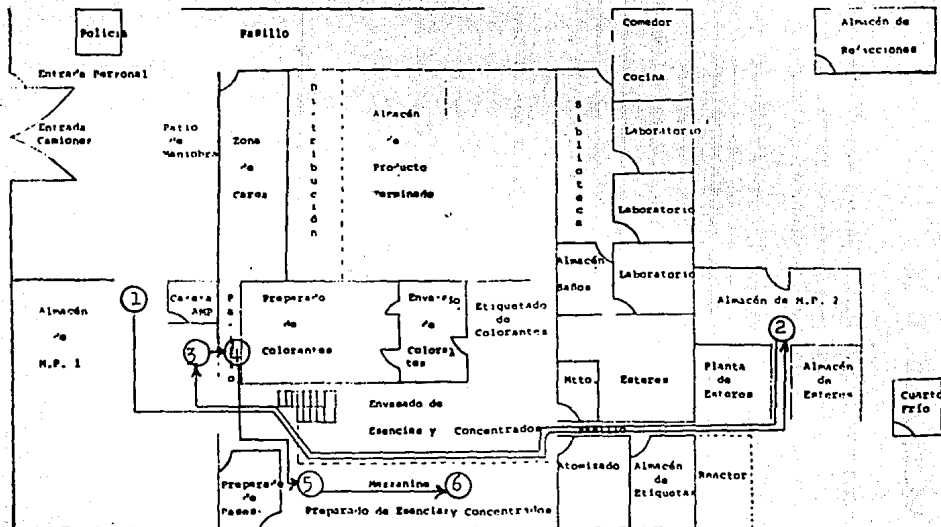 Policía
Pasillo
Comedor
Almacén de
Refacciones
Entrada Personal
Cocina
Entrada
Camiones
Patio
de
Maniobra
Zona
de
Carga
Distribución
Almacén
de
Producto
Terminado
Biblioteca
Laboratorio
Laboratorio
Almacén
Baños
Laboratorio
Almacén
de
M.P. 1
1
Caseta
AMP
Preparado
de
Colorantes
Envasado
de
Colorantes
Etiquetado
de
Colorantes
Almacén de M.P. 2
2
3
4
Mtto.
Esteres
Planta
de
Esteres
Almacén
de
Esteres
Cuarto
Frío
Envasado de
Esencias y Concentrados
Pasillo
Preparado
de
Pases.
5
Mezzanine
6
Atomizado
Almacén
de
Etiquetas
Reactor
Preparado de Esencias y Concentrados